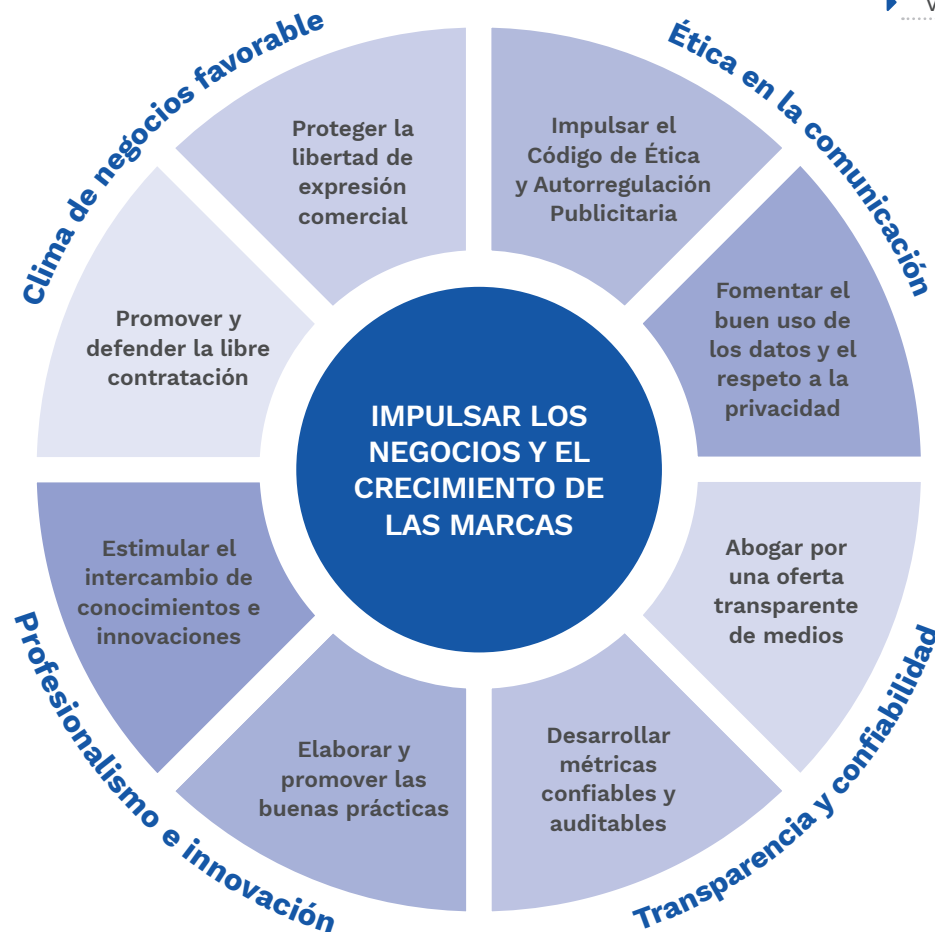 Clima de negocios favorable
Proteger la
libertad de
expresión
comercial
Promover y
defender la libre
contratación
Ética en la comunicación
Impulsar el
Código de Ética
y Autorregulación
Publicitaria
Fomentar el
buen uso de
los datos y el
respeto a la
privacidad
IMPULSAR LOS
NEGOCIOS Y EL
CRECIMIENTO DE
LAS MARCAS
Profesionalismo e innovación
Estimular el
intercambio de
conocimientos e
innovaciones
Elaborar y
promover las
buenas prácticas
Transparencia y confiabilidad
Abogar por
una oferta
transparente
de medios
Desarrollar
métricas
confiables y
auditables